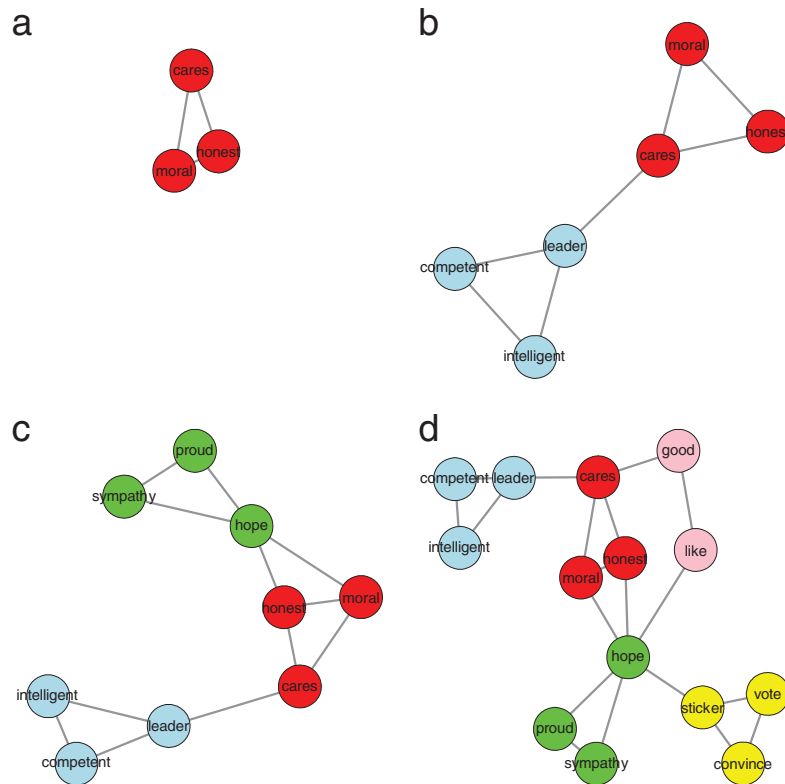 a
cares
honest
moral
b
moral
hones
cares
leader
competent
intelligent
c
proud
sympathy
hope
honest
moral
cares
intelligent
leader
competent
d
good
competent
leader
cares
intelligent
honest
like
moral
hope
vote
sticker
proud
sympathy
convince